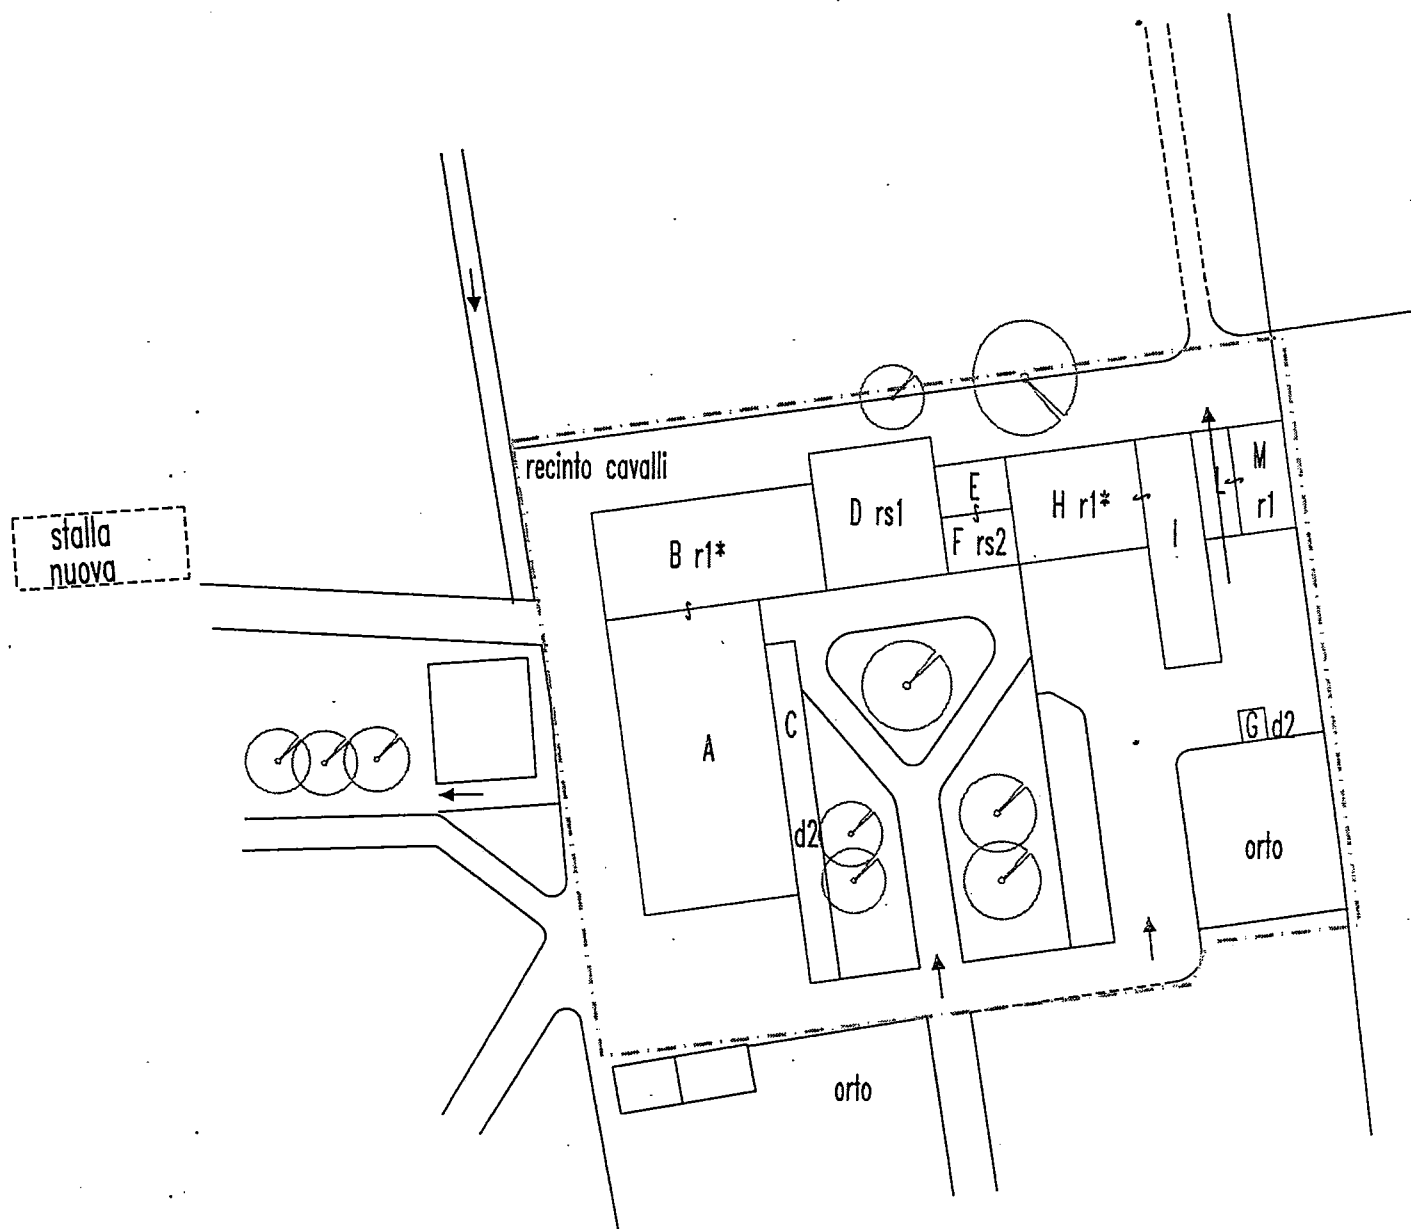 recinto cavalli
stalla
nuova
B r1*
D rs1
E
F rs2
H r1*
I
L
M
r1
A
C
d2
G d2
orto
orto